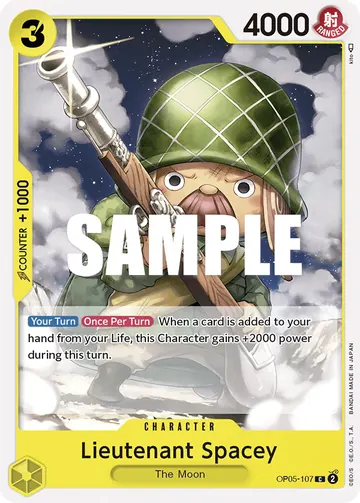 3
4000
射
RANGED
kito
COUNTER +1000
SAMPLE
Your Turn Once Per Turn When a card is added to your
hand from your Life, this Character gains +2000 power
during this turn.
CHARACTER
Lieutenant Spacey
The Moon
OP05-107 C 2
©E.O./S. ©E.O./S., T.A. BANDAI MADE IN JAPAN